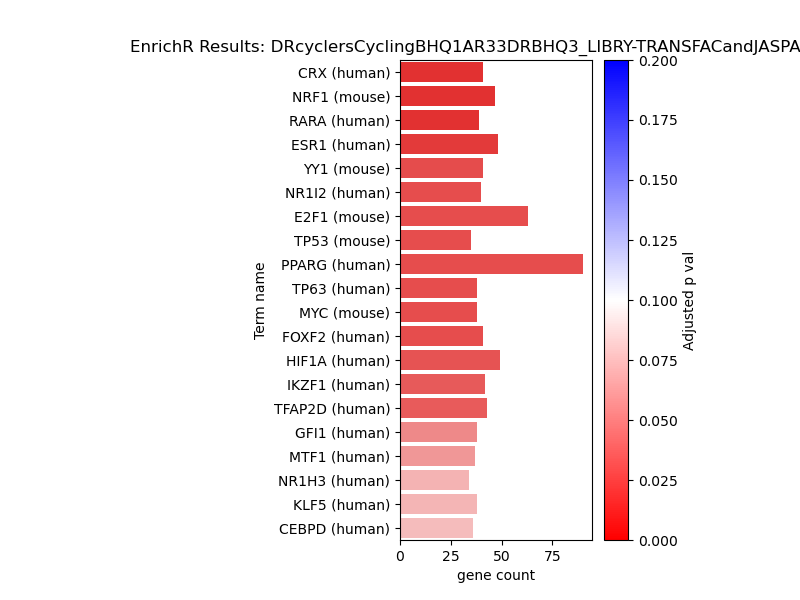 EnrichR Results: DRcyclersCyclingBHQ1AR33DRBHQ3_LIBRY-TRANSFACandJASPA
CRX (human)
NRF1 (mouse)
RARA (human)
ESR1 (human)
YY1 (mouse)
NR1I2 (human)
E2F1 (mouse)
TP53 (mouse)
PPARG (human)
TP63 (human)
MYC (mouse)
FOXF2 (human)
HIF1A (human)
IKZF1 (human)
TFAP2D (human)
GFI1 (human)
MTF1 (human)
NR1H3 (human)
KLF5 (human)
CEBPD (human)
Term name
0 25 50 75
gene count
0.200
0.175
0.150
0.125
0.100
0.075
0.050
0.025
0.000
Adjusted p val